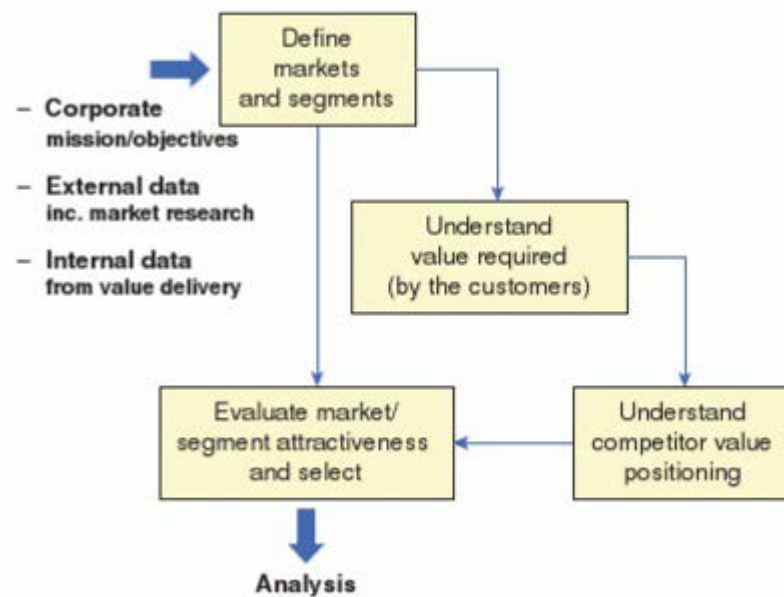 Define
markets
and segments
– Corporate
mission/objectives
– External data
inc. market research
– Internal data
from value delivery
Understand
value required
(by the customers)
Evaluate market/
segment attractiveness
and select
Understand
competitor value
positioning
Analysis